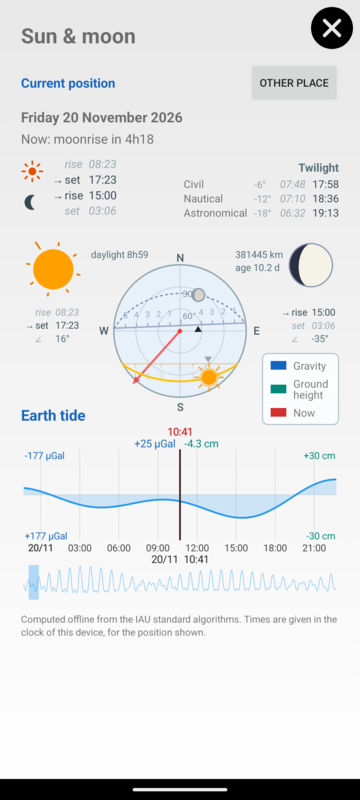 Sun & moon
Current position
OTHER PLACE
Friday 20 November 2026
Now: moonrise in 4h18
rise 08:23
→ set 17:23
→ rise 15:00
set 03:06
Twilight
Civil -6° 07:48 17:58
Nautical -12° 07:10 18:36
Astronomical -18° 06:32 19:13
daylight 8h59
N
381445 km
age 10.2 d
30°
4 3 2 1 1 2 3 4 5
60°
W
E
S
rise 08:23
→ set 17:23
∠ 16°
→ rise 15:00
set 03:06
∠ -35°
Gravity
Ground height
Now
Earth tide
10:41
+25 µGal -4.3 cm
-177 µGal +30 cm
+177 µGal -30 cm
20/11 03:00 06:00 09:00 12:00 15:00 18:00 21:00
20/11 10:41
Computed offline from the IAU standard algorithms. Times are given in the
clock of this device, for the position shown.